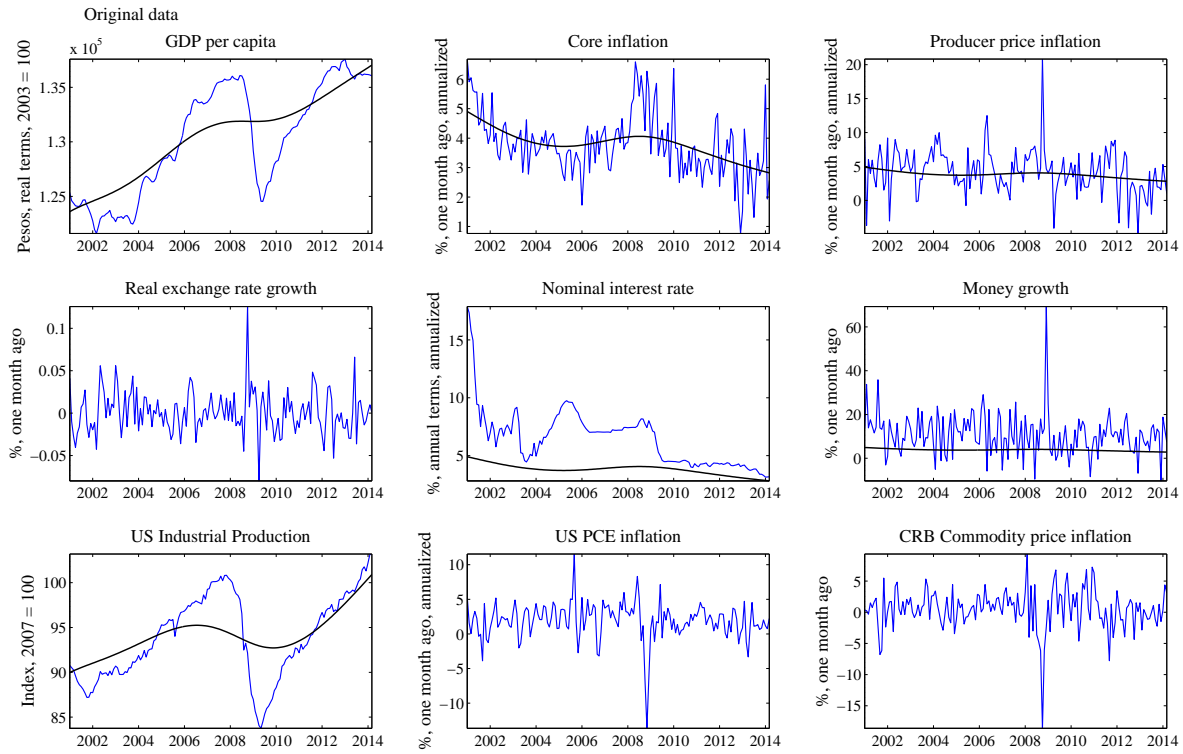 Original data
x 10^5
GDP per capita
Pesos, real terms, 2003 = 100
1.35
1.3
1.25
2002 2004 2006 2008 2010 2012 2014
Core inflation
%, one month ago, annualized
6
5
4
3
2
1
2002 2004 2006 2008 2010 2012 2014
Producer price inflation
%, one month ago, annualized
20
15
10
5
0
2002 2004 2006 2008 2010 2012 2014
Real exchange rate growth
%, one month ago
0.1
0.05
0
−0.05
2002 2004 2006 2008 2010 2012 2014
Nominal interest rate
%, annual terms, annualized
15
10
5
2002 2004 2006 2008 2010 2012 2014
Money growth
%, one month ago, annualized
60
40
20
0
2002 2004 2006 2008 2010 2012 2014
US Industrial Production
Index, 2007 = 100
100
95
90
85
2002 2004 2006 2008 2010 2012 2014
US PCE inflation
%, one month ago, annualized
10
5
0
−5
−10
2002 2004 2006 2008 2010 2012 2014
CRB Commodity price inflation
%, one month ago
5
0
−5
−10
−15
2002 2004 2006 2008 2010 2012 2014